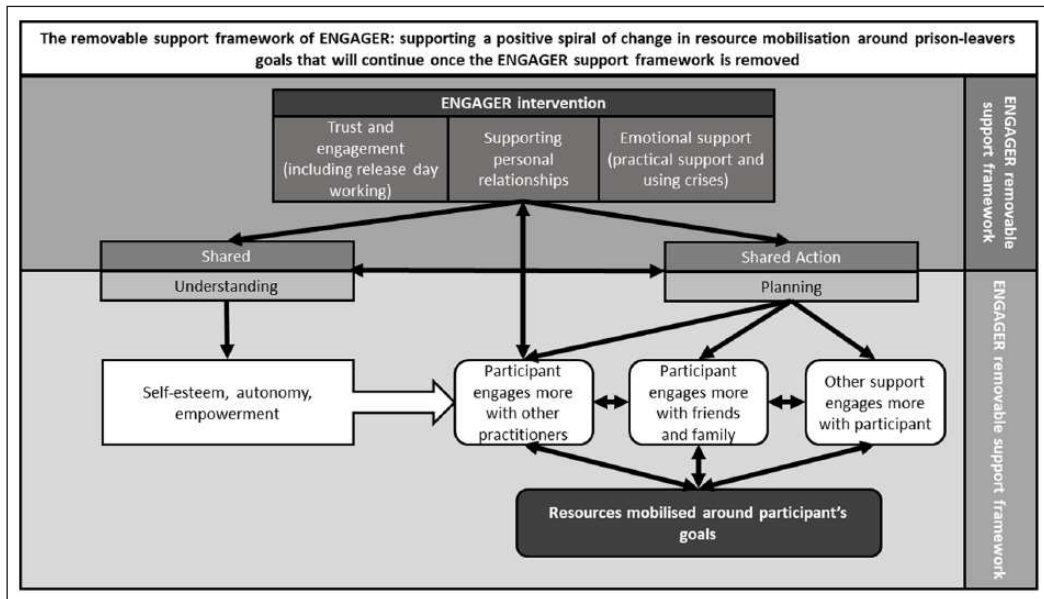 The removable support framework of ENGAGER: supporting a positive spiral of change in resource mobilisation around prison-leavers
goals that will continue once the ENGAGER support framework is removed
ENGAGER intervention
Trust and
engagement
(including release day
working)
Supporting
personal
relationships
Emotional support
(practical support and
using crises)
ENGAGER removable
support framework
Shared
Understanding
Shared Action
Planning
Self-esteem, autonomy,
empowerment
Participant
engages more
with other
practitioners
Participant
engages more
with friends
and family
Other support
engages more
with participant
Resources mobilised around participant's
goals
ENGAGER removable support framework